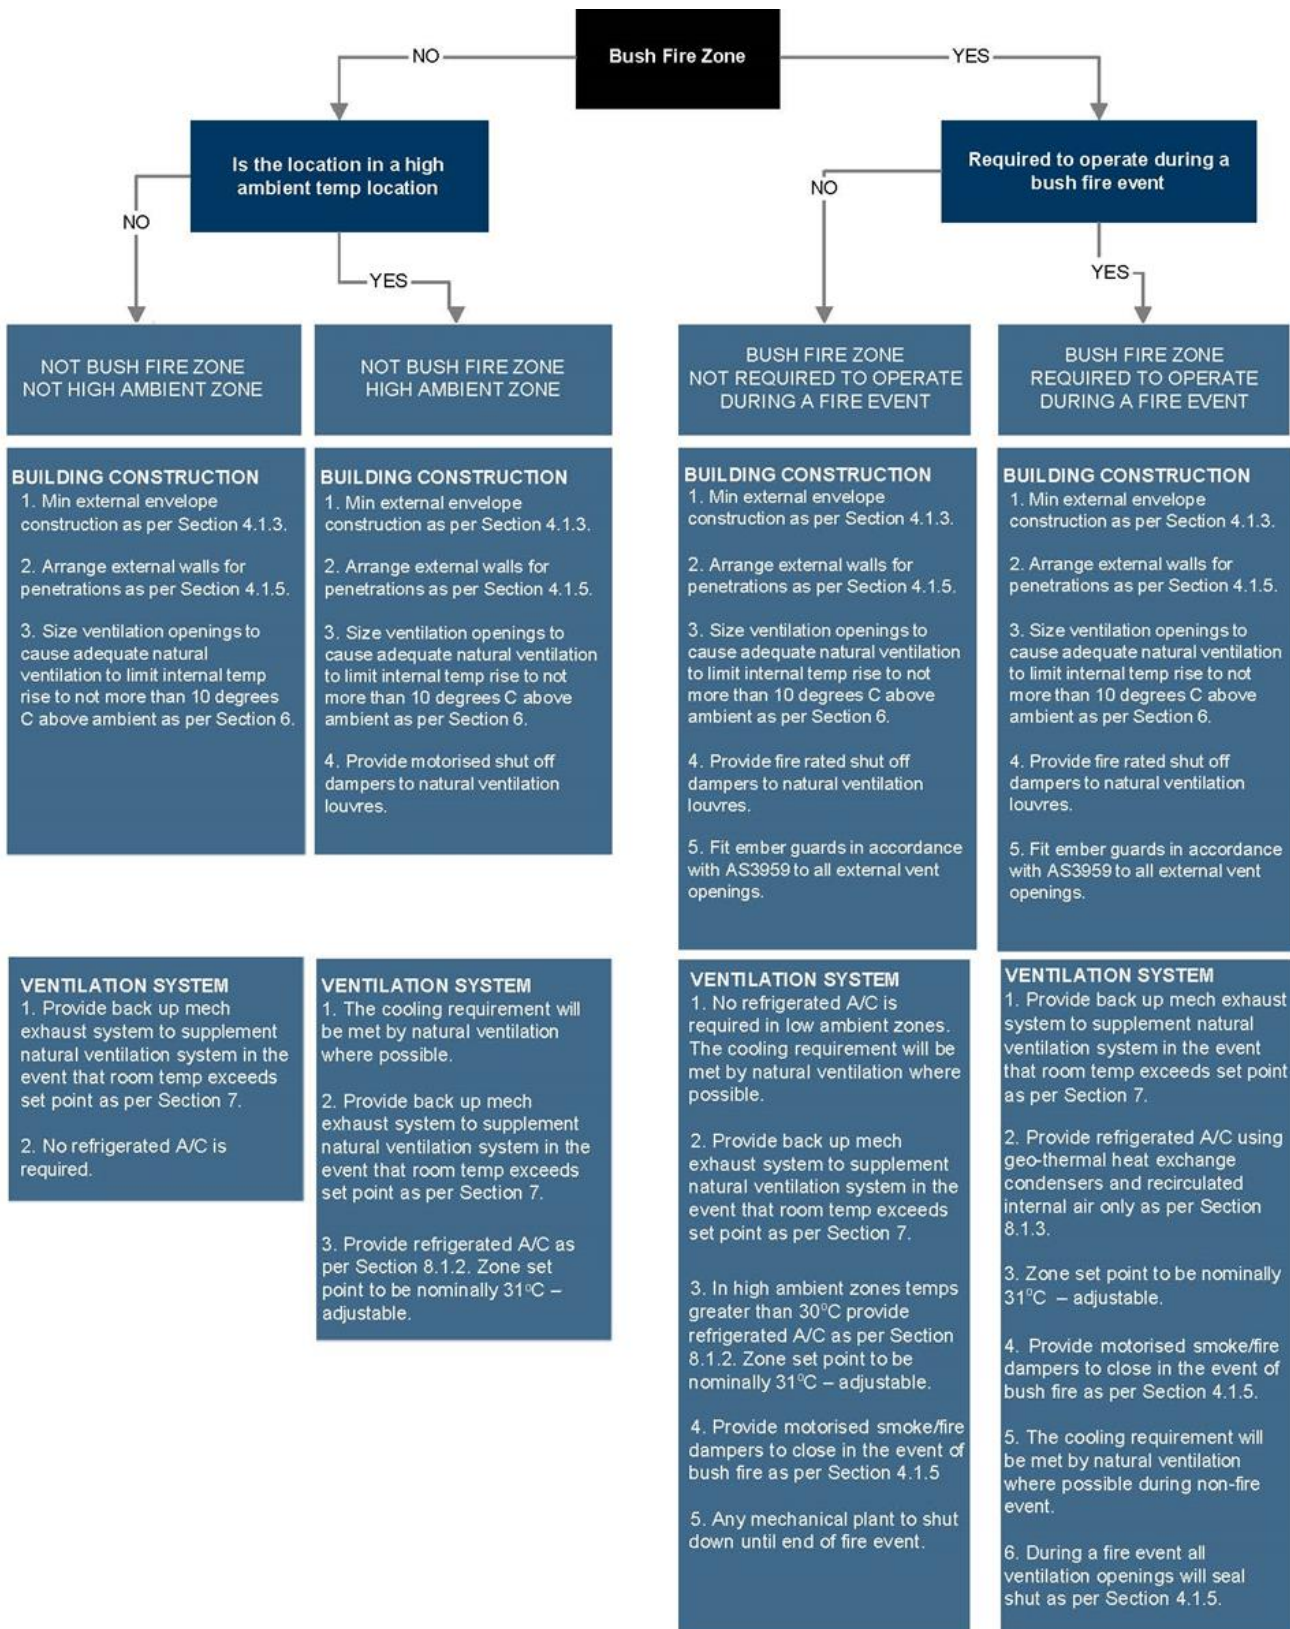 Bush Fire Zone
NO
YES
Is the location in a high
ambient temp location
Required to operate during a
bush fire event
NO
YES
NO
YES
NOT BUSH FIRE ZONE
NOT HIGH AMBIENT ZONE
NOT BUSH FIRE ZONE
HIGH AMBIENT ZONE
BUSH FIRE ZONE
NOT REQUIRED TO OPERATE
DURING A FIRE EVENT
BUSH FIRE ZONE
REQUIRED TO OPERATE
DURING A FIRE EVENT
BUILDING CONSTRUCTION
1. Min external envelope
construction as per Section 4.1.3.
2. Arrange external walls for
penetrations as per Section 4.1.5.
3. Size ventilation openings to
cause adequate natural
ventilation to limit internal temp
rise to not more than 10 degrees
C above ambient as per Section 6.
BUILDING CONSTRUCTION
1. Min external envelope
construction as per Section 4.1.3.
2. Arrange external walls for
penetrations as per Section 4.1.5.
3. Size ventilation openings to
cause adequate natural ventilation
to limit internal temp rise to not
more than 10 degrees C above
ambient as per Section 6.
4. Provide motorised shut off
dampers to natural ventilation
louvres.
BUILDING CONSTRUCTION
1. Min external envelope
construction as per Section 4.1.3.
2. Arrange external walls for
penetrations as per Section 4.1.5.
3. Size ventilation openings to
cause adequate natural ventilation
to limit internal temp rise to not
more than 10 degrees C above
ambient as per Section 6.
4. Provide fire rated shut off
dampers to natural ventilation
louvres.
5. Fit ember guards in accordance
with AS3959 to all external vent
openings.
BUILDING CONSTRUCTION
1. Min external envelope
construction as per Section 4.1.3.
2. Arrange external walls for
penetrations as per Section 4.1.5.
3. Size ventilation openings to
cause adequate natural ventilation
to limit internal temp rise to
not more than 10 degrees C above
ambient as per Section 6.
4. Provide fire rated shut off
dampers to natural ventilation
louvres.
5. Fit ember guards in accordance
with AS3959 to all external vent
openings.
VENTILATION SYSTEM
1. Provide back up mech
exhaust system to supplement
natural ventilation system in the
event that room temp exceeds
set point as per Section 7.
2. No refrigerated A/C is
required.
VENTILATION SYSTEM
1. The cooling requirement will
be met by natural ventilation
where possible.
2. Provide back up mech
exhaust system to supplement
natural ventilation system in the
event that room temp exceeds
set point as per Section 7.
3. Provide refrigerated A/C as
per Section 8.1.2. Zone set
point to be nominally 31°C –
adjustable.
VENTILATION SYSTEM
1. No refrigerated A/C is
required in low ambient zones.
The cooling requirement will be
met by natural ventilation where
possible.
2. Provide back up mech
exhaust system to supplement
natural ventilation system in the
event that room temp exceeds
set point as per Section 7.
3. In high ambient zones temps
greater than 30°C provide
refrigerated A/C as per Section
8.1.2. Zone set point to be
nominally 31°C – adjustable.
4. Provide motorised smoke/fire
dampers to close in the event of
bush fire as per Section 4.1.5
5. Any mechanical plant to shut
down until end of fire event.
VENTILATION SYSTEM
1. Provide back up mech exhaust
system to supplement natural
ventilation system in the event
that room temp exceeds set point
as per Section 7.
2. Provide refrigerated A/C using
geo-thermal heat exchange
condensers and recirculated
internal air only as per Section
8.1.3.
3. Zone set point to be nominally
31°C – adjustable.
4. Provide motorised smoke/fire
dampers to close in the event of
bush fire as per Section 4.1.5.
5. The cooling requirement will
be met by natural ventilation
where possible during non-fire
event.
6. During a fire event all
ventilation openings will seal
shut as per Section 4.1.5.